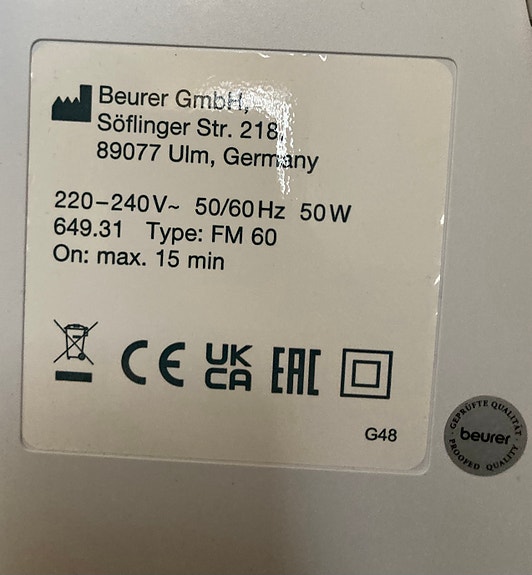 Beurer GmbH,
Söflinger Str. 218,
89077 Ulm, Germany
220–240V~ 50/60Hz 50W
649.31 Type: FM 60
On: max. 15 min
CE UK
CA EAC
G48
GEPRÜFTE QUALITÄT
beurer
PROOFED QUALITY